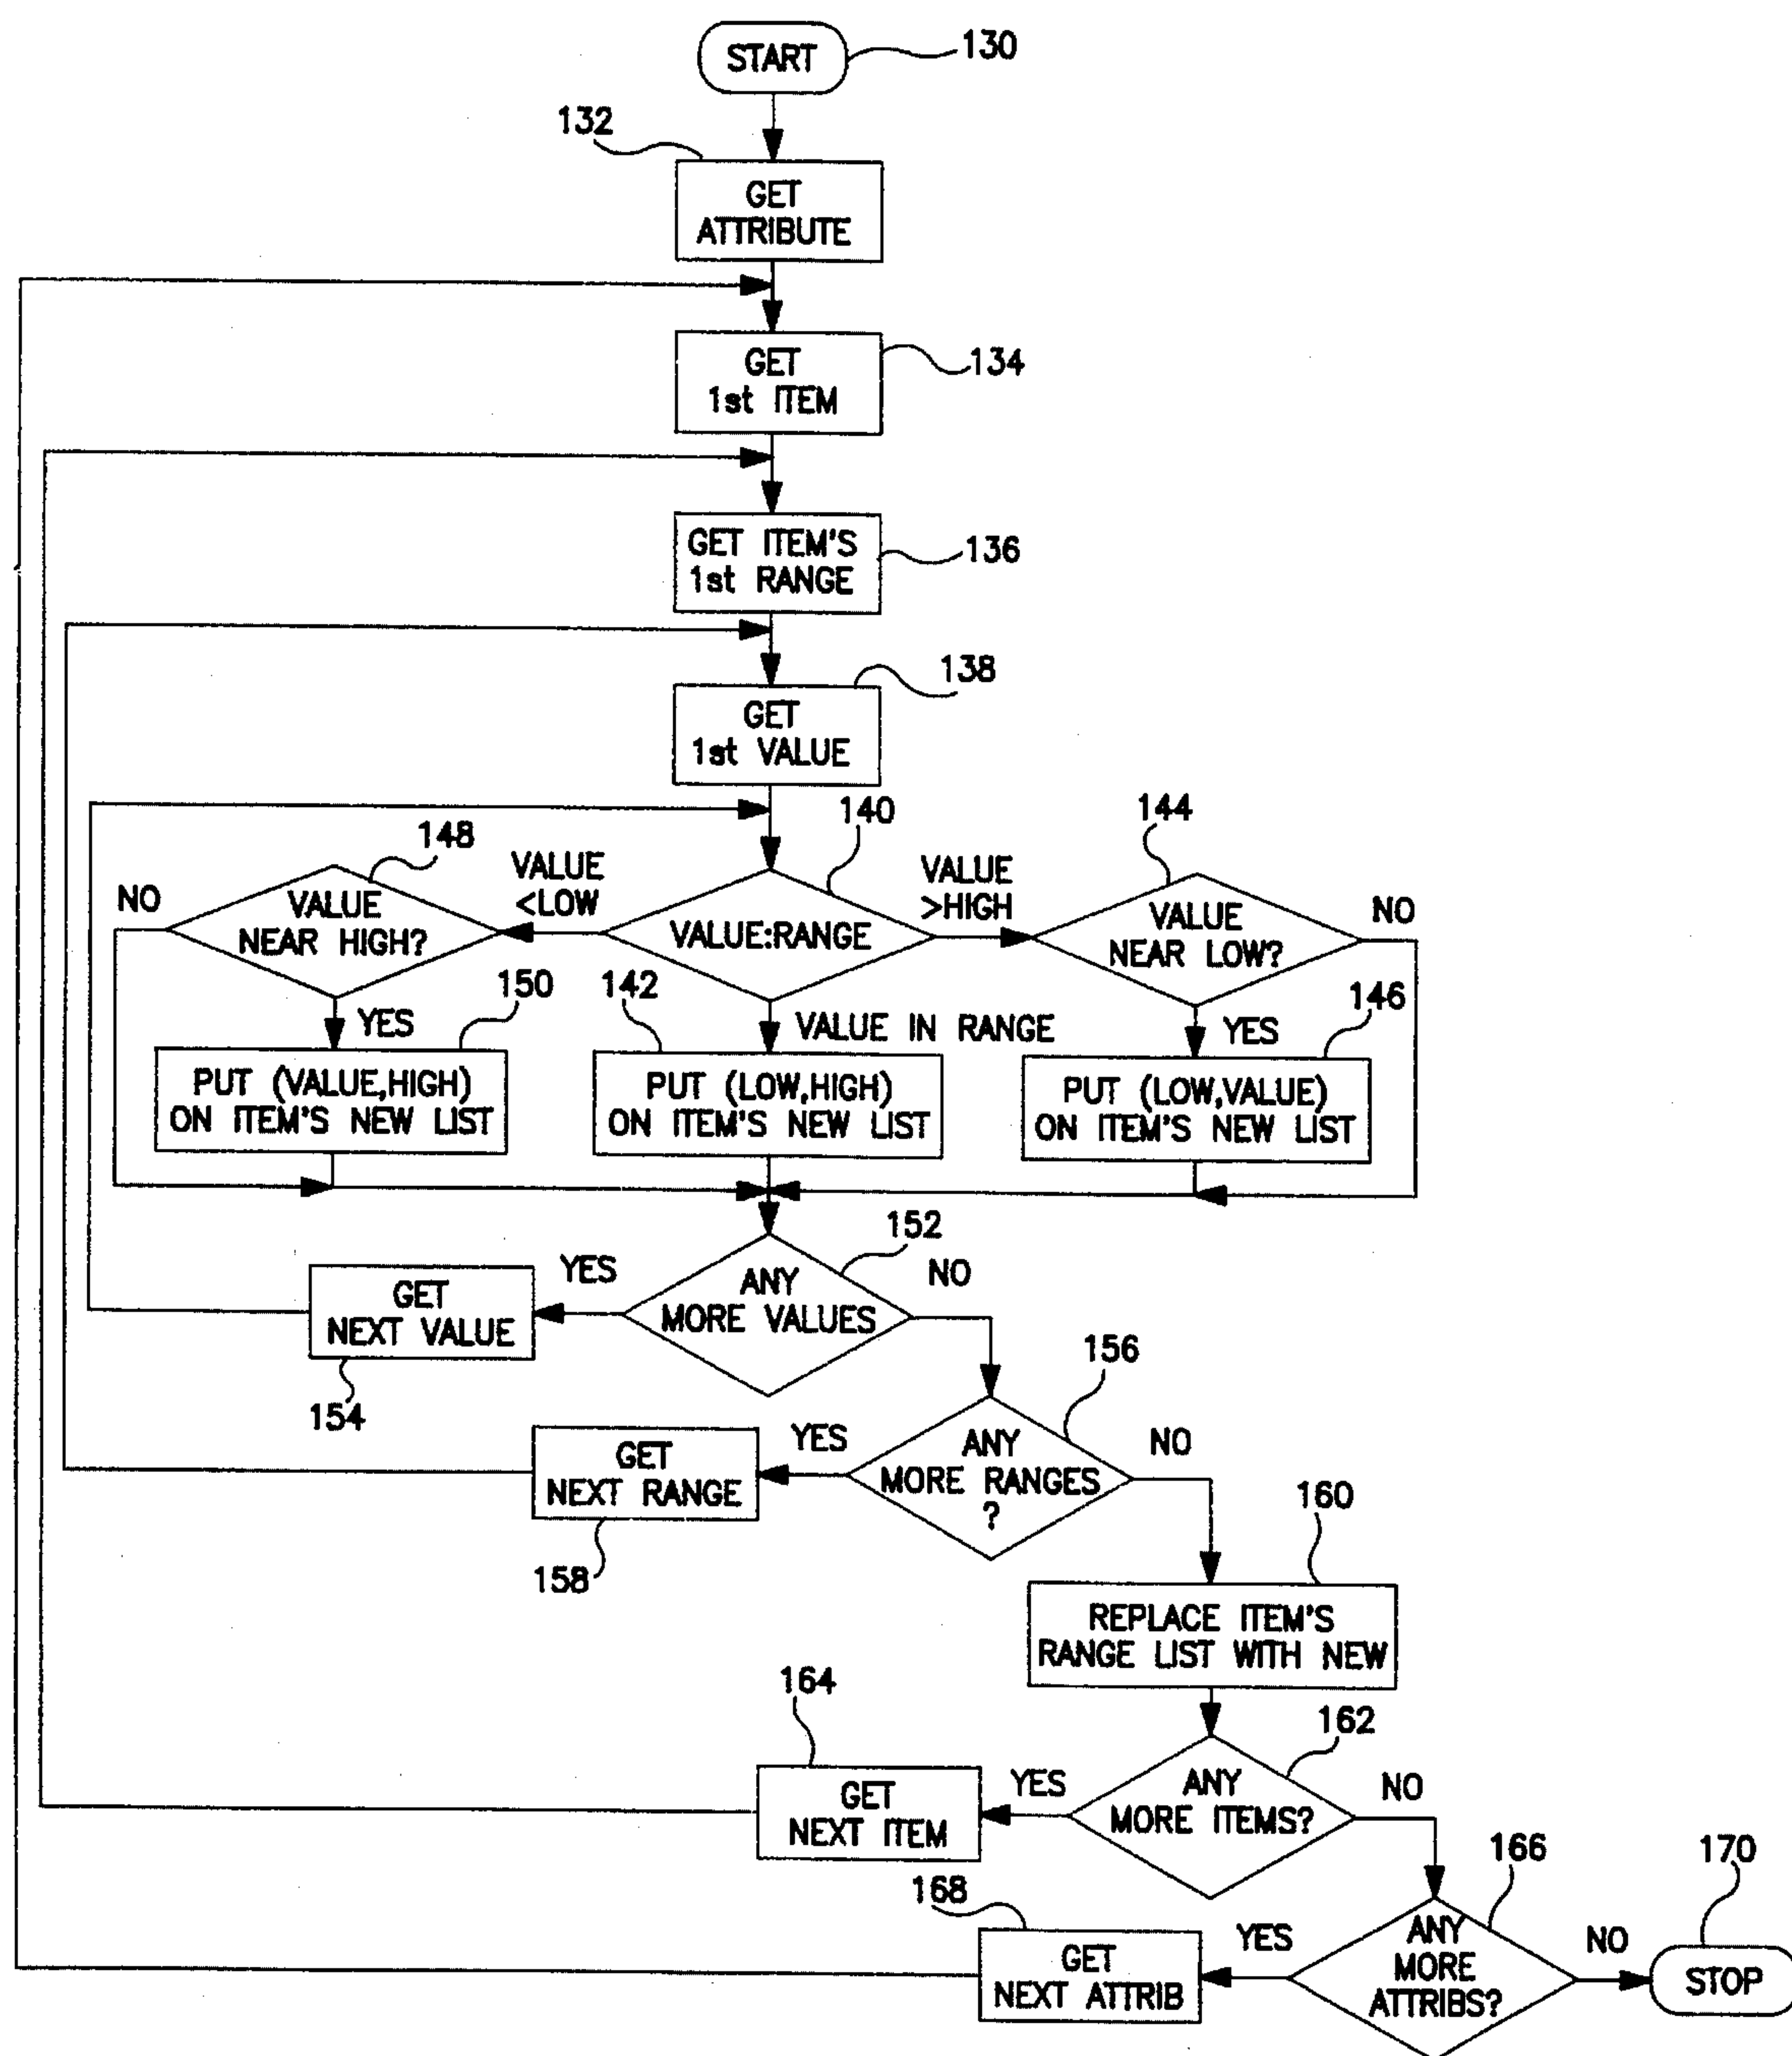 START
130
132
GET
ATTRIBUTE
GET
1st ITEM
134
GET ITEM'S
1st RANGE
136
138
GET
1st VALUE
140
144
148
VALUE
<LOW
VALUE
>HIGH
NO
VALUE
NEAR HIGH?
VALUE:RANGE
VALUE
NEAR LOW?
NO
150
142
146
YES
VALUE IN RANGE
YES
PUT (VALUE,HIGH)
ON ITEM'S NEW LIST
PUT (LOW,HIGH)
ON ITEM'S NEW LIST
PUT (LOW,VALUE)
ON ITEM'S NEW LIST
152
YES
NO
GET
NEXT VALUE
ANY
MORE VALUES
154
156
YES
NO
GET
NEXT RANGE
ANY
MORE RANGES
?
158
160
REPLACE ITEM'S
RANGE LIST WITH NEW
164
162
YES
NO
GET
NEXT ITEM
ANY
MORE ITEMS?
168
166
170
YES
NO
GET
NEXT ATTRIB
ANY
MORE
ATTRIBS?
STOP